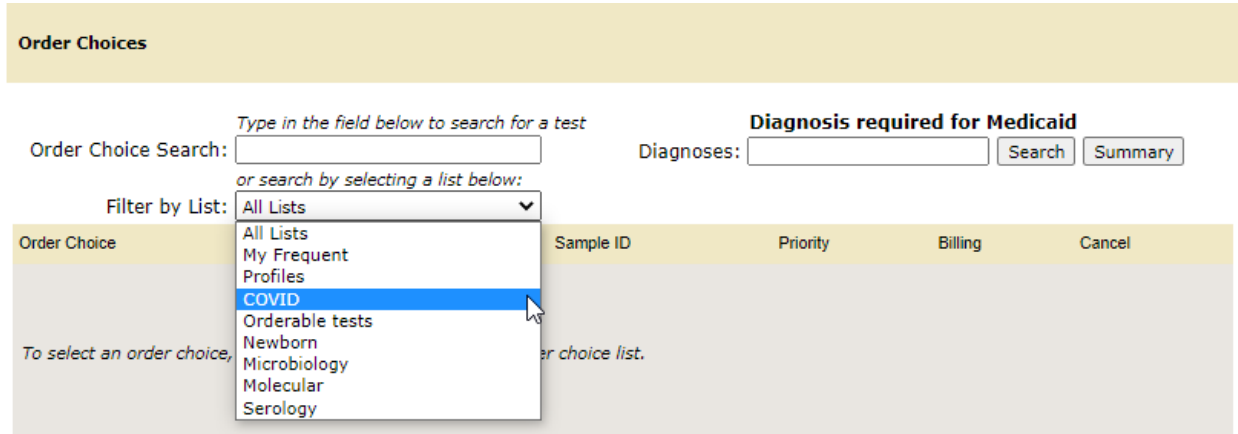 Order Choices
Type in the field below to search for a test
Diagnosis required for Medicaid
Order Choice Search:
Diagnoses:
Search
Summary
or search by selecting a list below:
Filter by List:
All Lists
Order Choice
Sample ID
Priority
Billing
Cancel
All Lists
My Frequent
Profiles
COVID
Orderable tests
Newborn
Microbiology
Molecular
Serology
To select an order choice,
choice list.